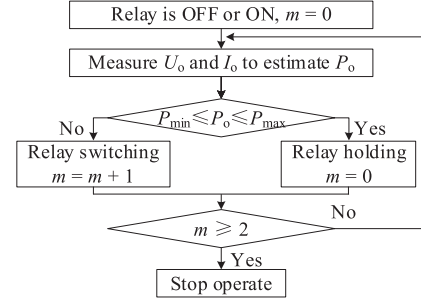 Relay is OFF or ON, m = 0
Measure Uo and Io to estimate Po
Pmin≤Po≤Pmax
No
Yes
Relay switching
m = m + 1
Relay holding
m = 0
No
m ≥ 2
Yes
Stop operate